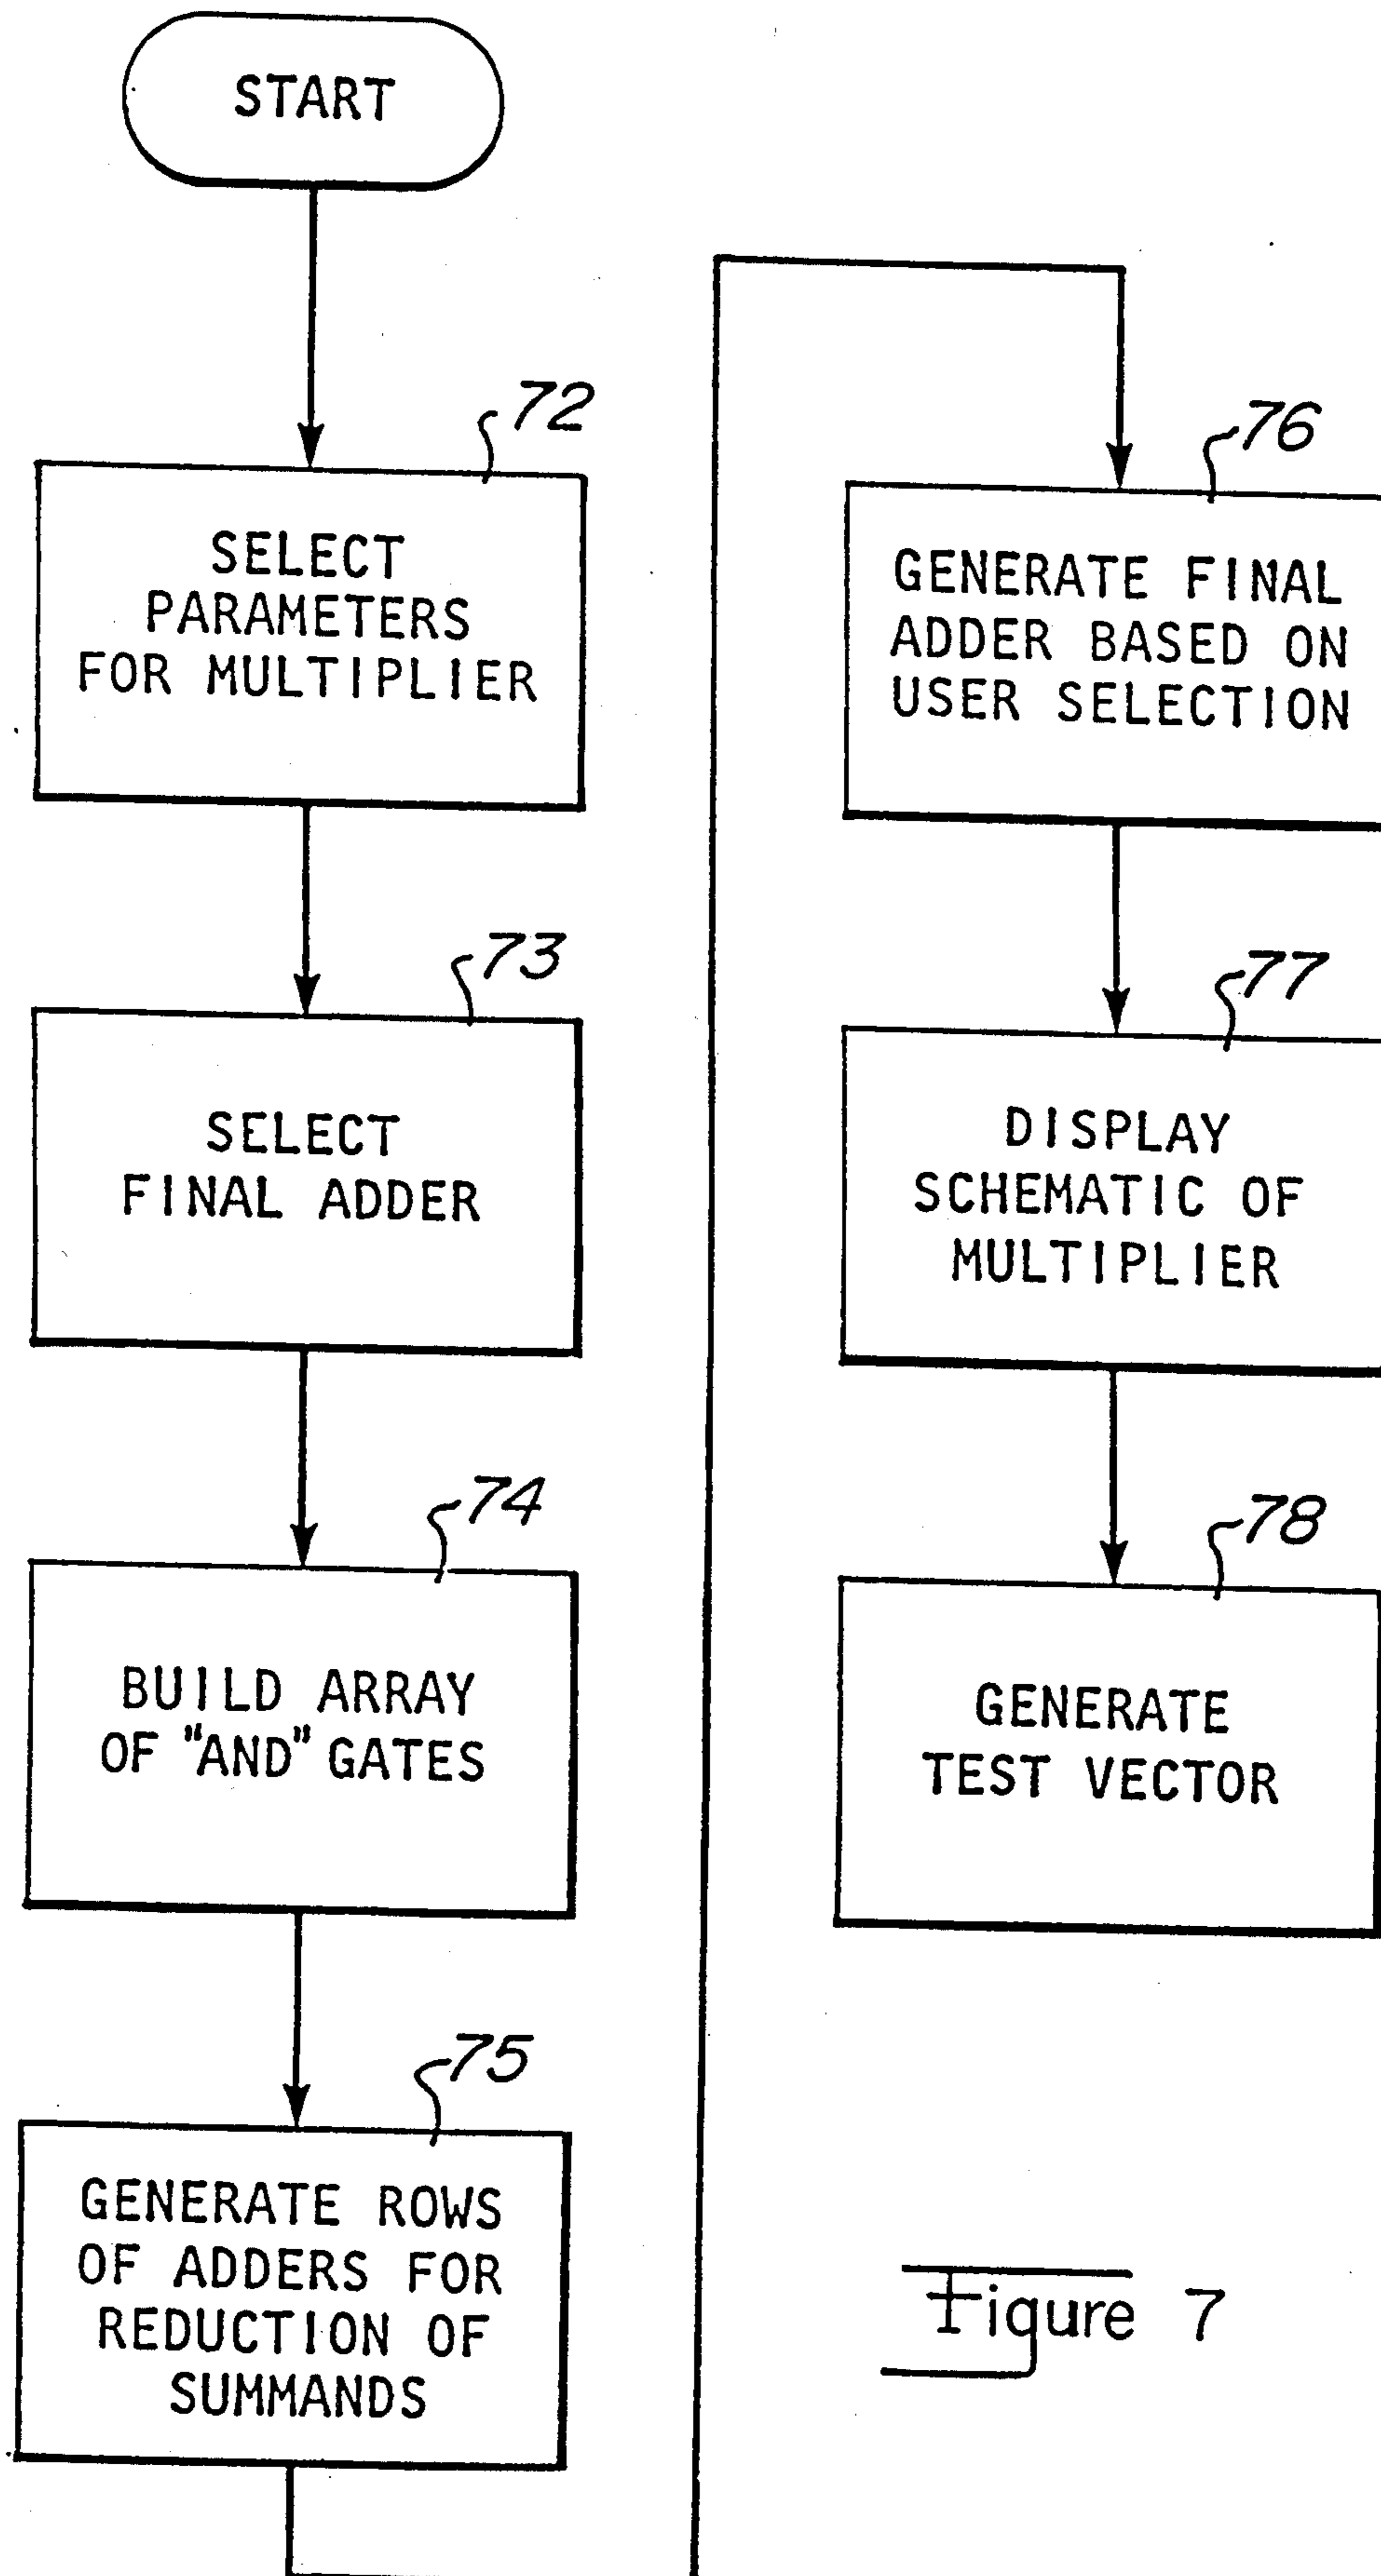 START
72
SELECT
PARAMETERS
FOR MULTIPLIER
73
SELECT
FINAL ADDER
74
BUILD ARRAY
OF "AND" GATES
75
GENERATE ROWS
OF ADDERS FOR
REDUCTION OF
SUMMANDS
76
GENERATE FINAL
ADDER BASED ON
USER SELECTION
77
DISPLAY
SCHEMATIC OF
MULTIPLIER
78
GENERATE
TEST VECTOR
Figure 7